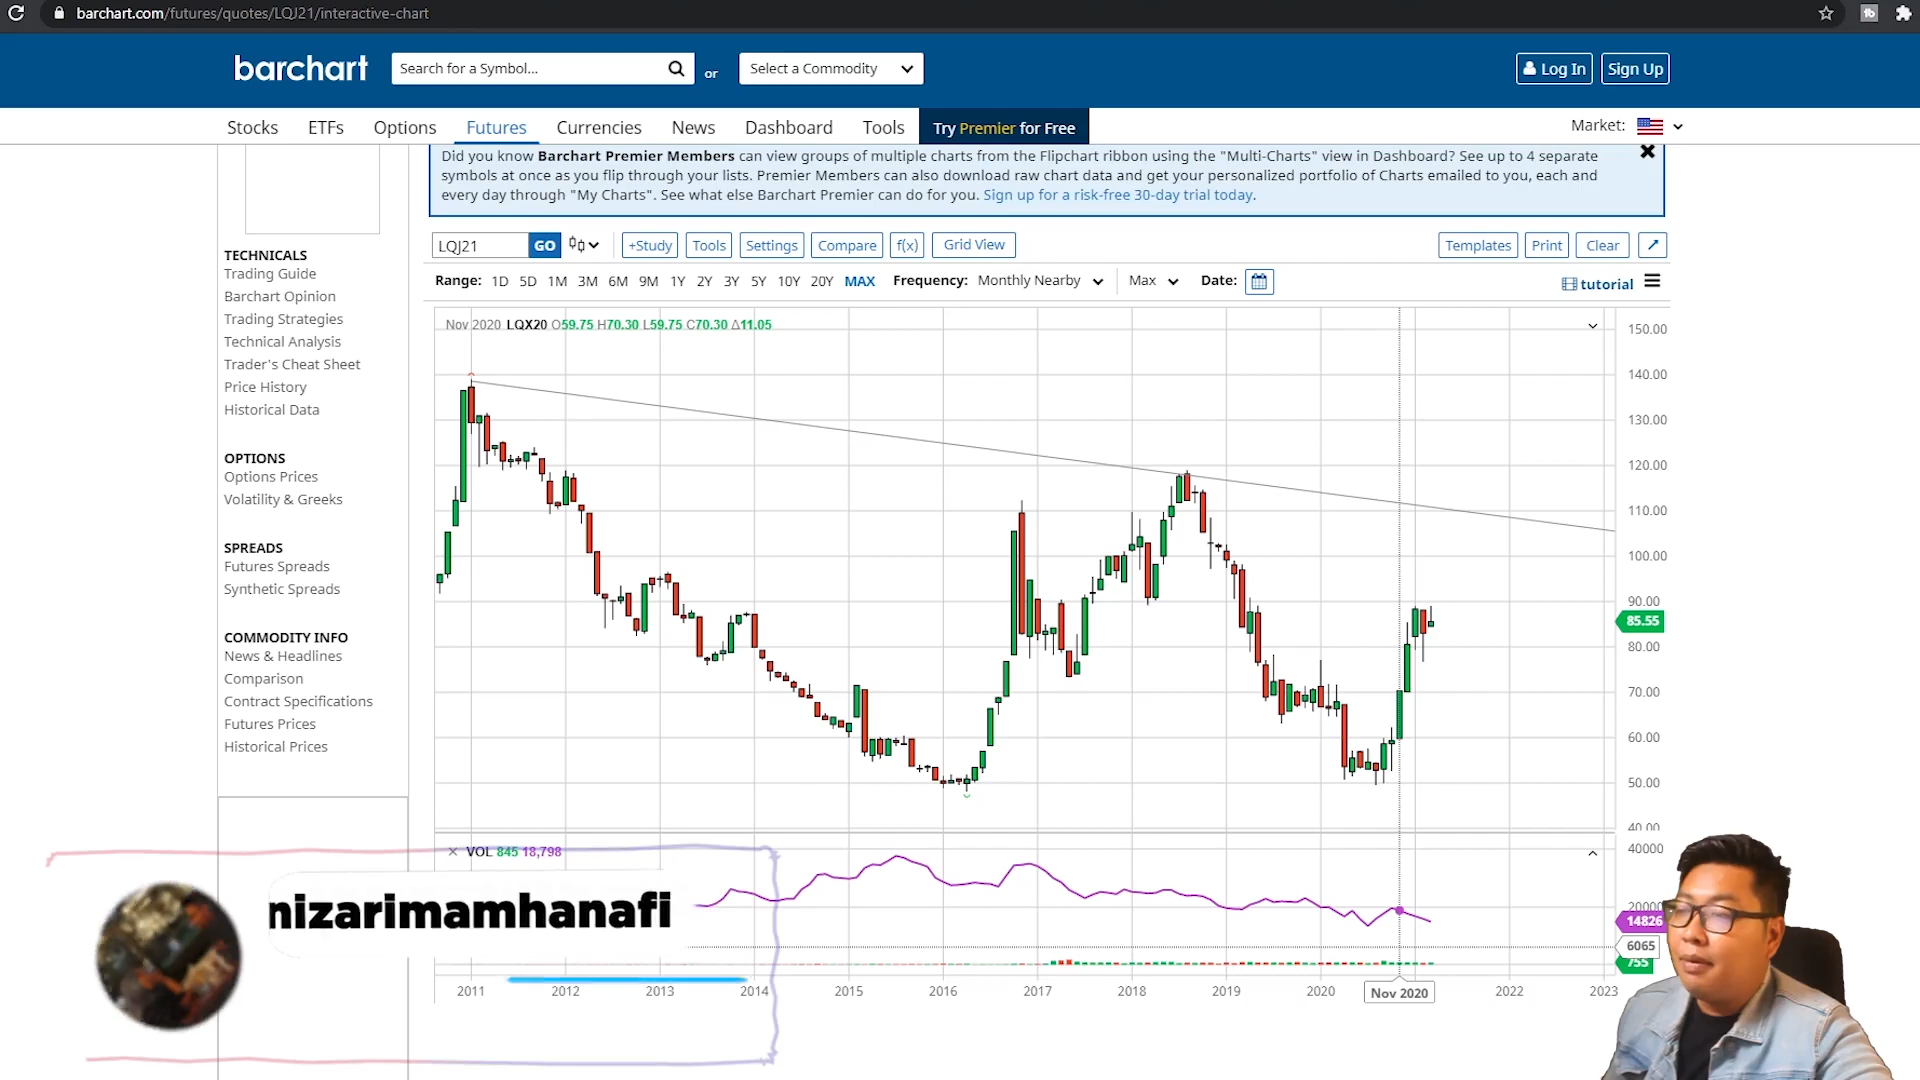 barchart.com/futures/quotes/LQJ21/interactive-chart
barchart
Search for a Symbol...
or
Select a Commodity
Log In
Sign Up
Stocks ETFs Options Futures Currencies News Dashboard Tools Try Premier for Free
Market:
Did you know Barchart Premier Members can view groups of multiple charts from the Flipchart ribbon using the "Multi-Charts" view in Dashboard? See up to 4 separate
symbols at once as you flip through your lists. Premier Members can also download raw chart data and get your personalized portfolio of Charts emailed to you, each and
every day through "My Charts". See what else Barchart Premier can do for you. Sign up for a risk-free 30-day trial today.
TECHNICALS
Trading Guide
Barchart Opinion
Trading Strategies
Technical Analysis
Trader's Cheat Sheet
Price History
Historical Data
OPTIONS
Options Prices
Volatility & Greeks
SPREADS
Futures Spreads
Synthetic Spreads
COMMODITY INFO
News & Headlines
Comparison
Contract Specifications
Futures Prices
Historical Prices
LQJ21 GO +Study Tools Settings Compare f(x) Grid View Templates Print Clear
Range: 1D 5D 1M 3M 6M 9M 1Y 2Y 3Y 5Y 10Y 20Y MAX Frequency: Monthly Nearby Max Date: tutorial
Nov 2020 LQX20 O59.75 H70.30 L59.75 C70.30 Δ11.05
150.00
140.00
130.00
120.00
110.00
100.00
90.00
85.55
80.00
70.00
60.00
50.00
40.00
VOL 845 18,798
40000
20000
14826
6065
755
2011 2012 2013 2014 2015 2016 2017 2018 2019 2020 Nov 2020 2022 2023
nizarimamhanafi